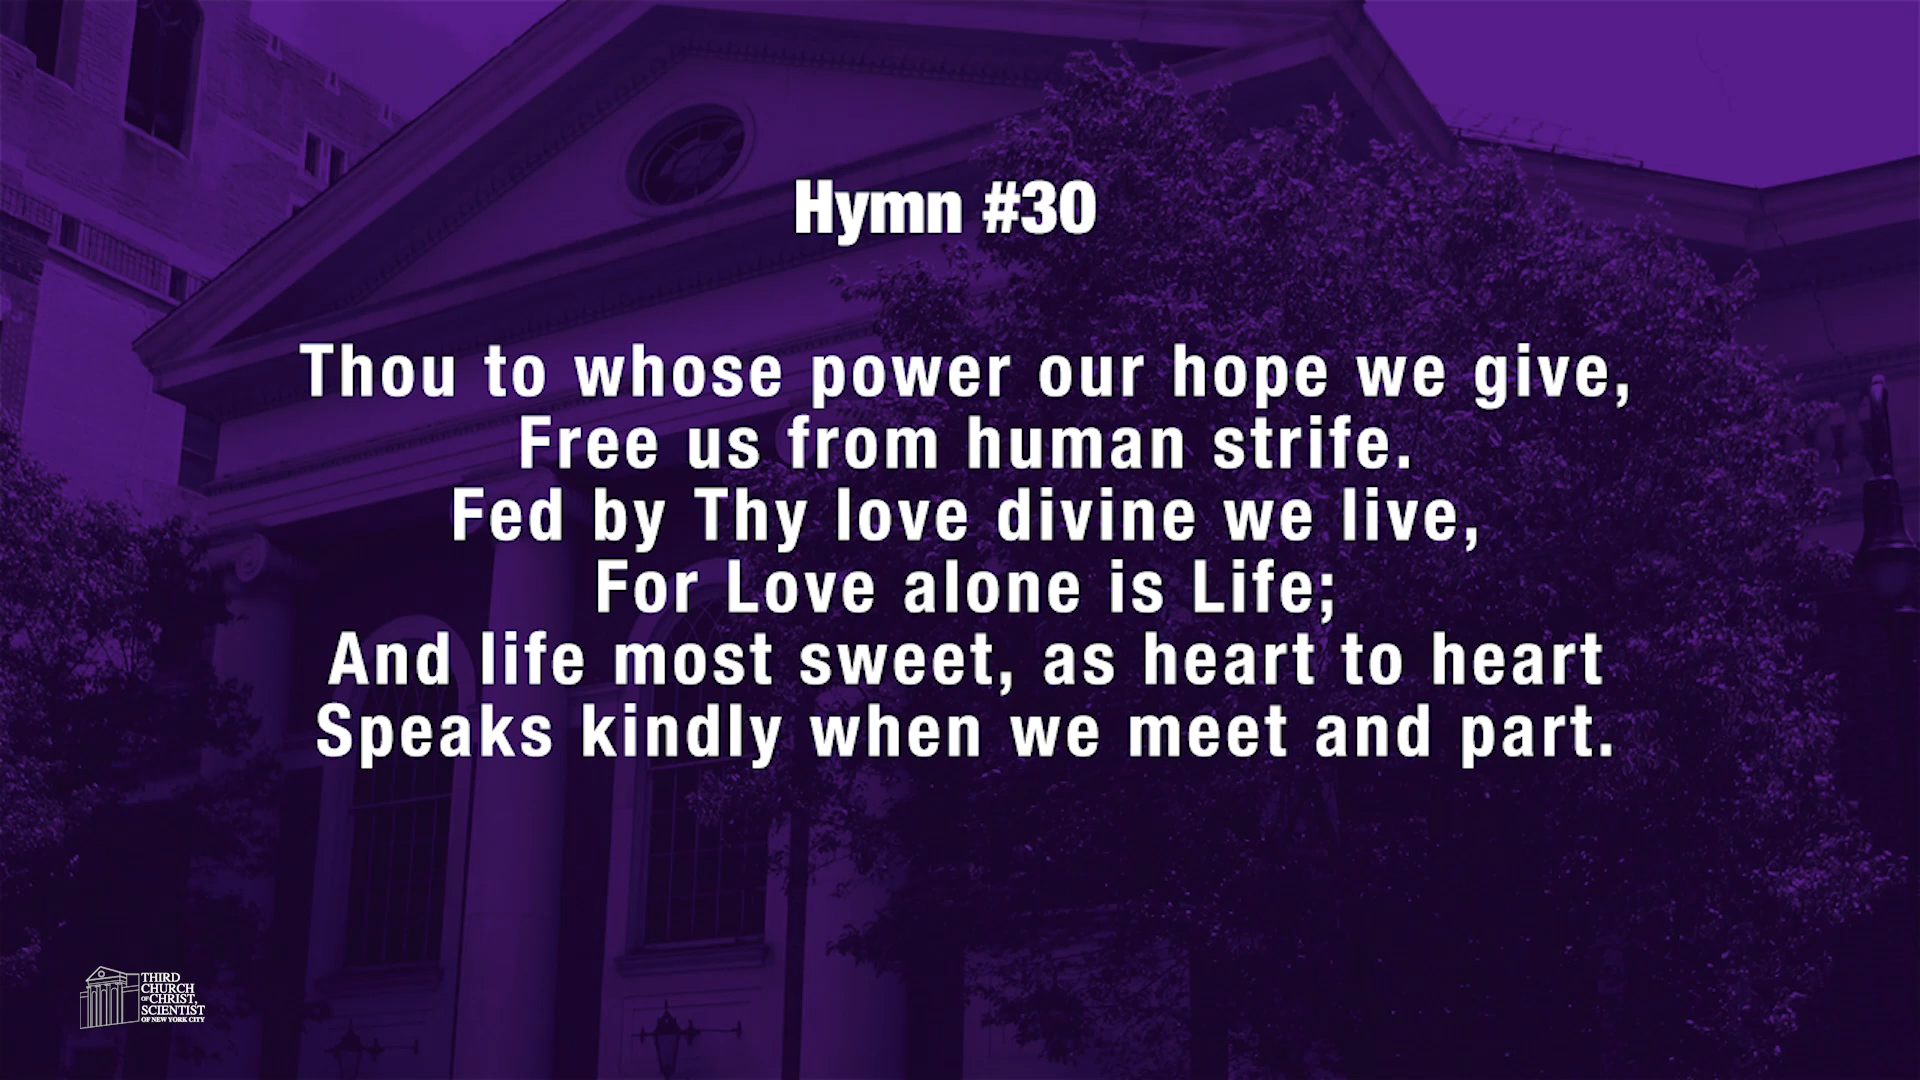 Hymn #30
Thou to whose power our hope we give,
Free us from human strife.
Fed by Thy love divine we live,
For Love alone is Life;
And life most sweet, as heart to heart
Speaks kindly when we meet and part.
THIRD
CHURCH
OF CHRIST,
SCIENTIST
OF NEW YORK CITY